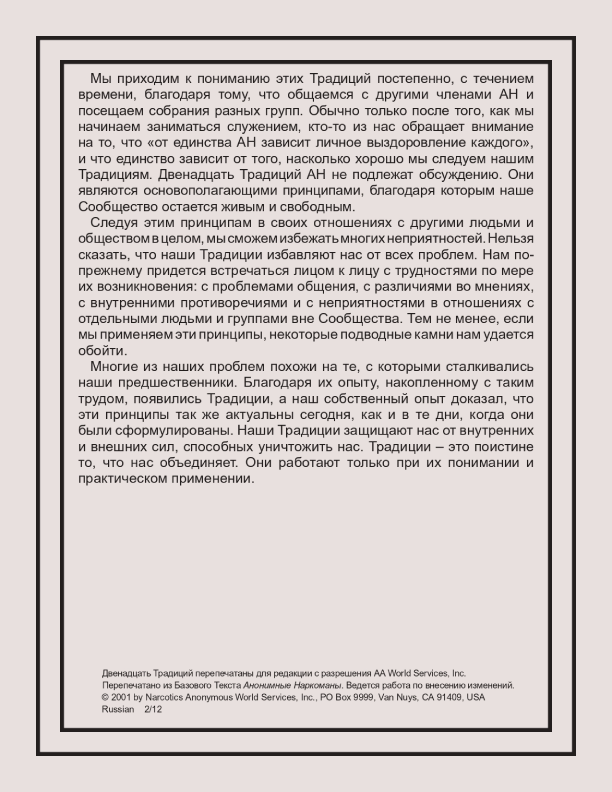 Мы приходим к пониманию этих Традиций постепенно, с течением
времени, благодаря тому, что общаемся с другими членами АН и
посещаем собрания разных групп. Обычно только после того, как мы
начинаем заниматься служением, кто-то из нас обращает внимание
на то, что «от единства АН зависит личное выздоровление каждого»,
и что единство зависит от того, насколько хорошо мы следуем нашим
Традициям. Двенадцать Традиций АН не подлежат обсуждению. Они
являются основополагающими принципами, благодаря которым наше
Сообщество остается живым и свободным.
Следуя этим принципам в своих отношениях с другими людьми и
обществом в целом, мы сможем избежать многих неприятностей. Нельзя
сказать, что наши Традиции избавляют нас от всех проблем. Нам по-
прежнему придется встречаться лицом к лицу с трудностями по мере
их возникновения: с проблемами общения, с различиями во мнениях,
с внутренними противоречиями и с неприятностями в отношениях с
отдельными людьми и группами вне Сообщества. Тем не менее, если
мы применяем эти принципы, некоторые подводные камни нам удается
обойти.
Многие из наших проблем похожи на те, с которыми сталкивались
наши предшественники. Благодаря их опыту, накопленному с таким
трудом, появились Традиции, а наш собственный опыт доказал, что
эти принципы так же актуальны сегодня, как и в те дни, когда они
были сформулированы. Наши Традиции защищают нас от внутренних
и внешних сил, способных уничтожить нас. Традиции – это поистине
то, что нас объединяет. Они работают только при их понимании и
практическом применении.
Двенадцать Традиций перепечатаны для редакции с разрешения AA World Services, Inc.
Перепечатано из Базового Текста Анонимные Наркоманы. Ведется работа по внесению изменений.
© 2001 by Narcotics Anonymous World Services, Inc., PO Box 9999, Van Nuys, CA 91409, USA
Russian 2/12